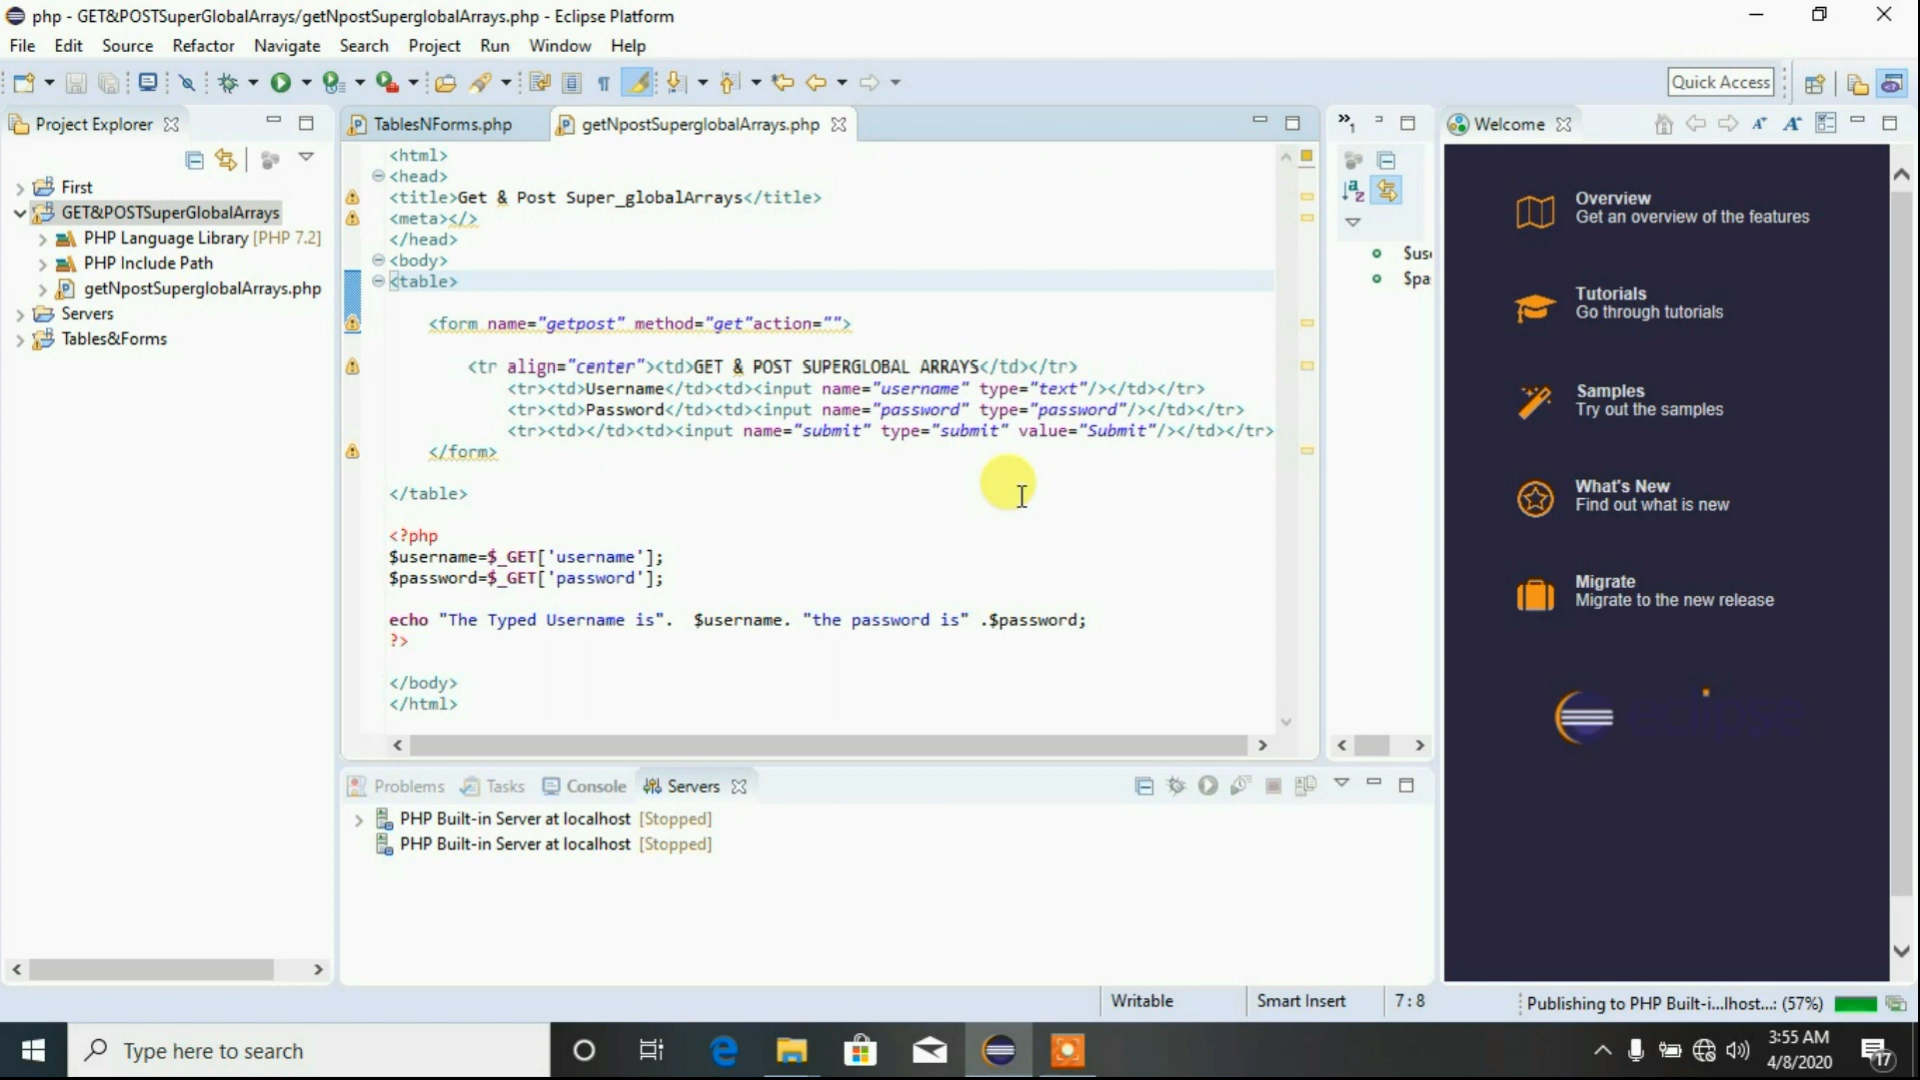 php - GET&POSTSuperGlobalArrays/getNpostSuperglobalArrays.php - Eclipse Platform
File Edit Source Refactor Navigate Search Project Run Window Help
Quick Access
Project Explorer
First
GET&POSTSuperGlobalArrays
PHP Language Library [PHP 7.2]
PHP Include Path
getNpostSuperglobalArrays.php
Servers
Tables&Forms
TablesNForms.php getNpostSuperglobalArrays.php
<html>
<head>
<title>Get & Post Super_globalArrays</title>
<meta></>
</head>
<body>
<table>
<form name="getpost" method="get"action="">
<tr align="center"><td>GET & POST SUPERGLOBAL ARRAYS</td></tr>
<tr><td>Username</td><td><input name="username" type="text"/></td></tr>
<tr><td>Password</td><td><input name="password" type="password"/></td></tr>
<tr><td></td><td><input name="submit" type="submit" value="Submit"/></td></tr>
</form>
</table>
<?php
$username=$_GET['username'];
$password=$_GET['password'];
echo "The Typed Username is".  $username. "the password is" .$password;
?>
</body>
</html>
»1
$us
$pa
Welcome
Overview
Get an overview of the features
Tutorials
Go through tutorials
Samples
Try out the samples
What's New
Find out what is new
Migrate
Migrate to the new release
eclipse
Problems Tasks Console Servers
PHP Built-in Server at localhost [Stopped]
PHP Built-in Server at localhost [Stopped]
Writable Smart Insert 7 : 8 Publishing to PHP Built-i...lhost...: (57%)
Type here to search
3:55 AM
4/8/2020
17